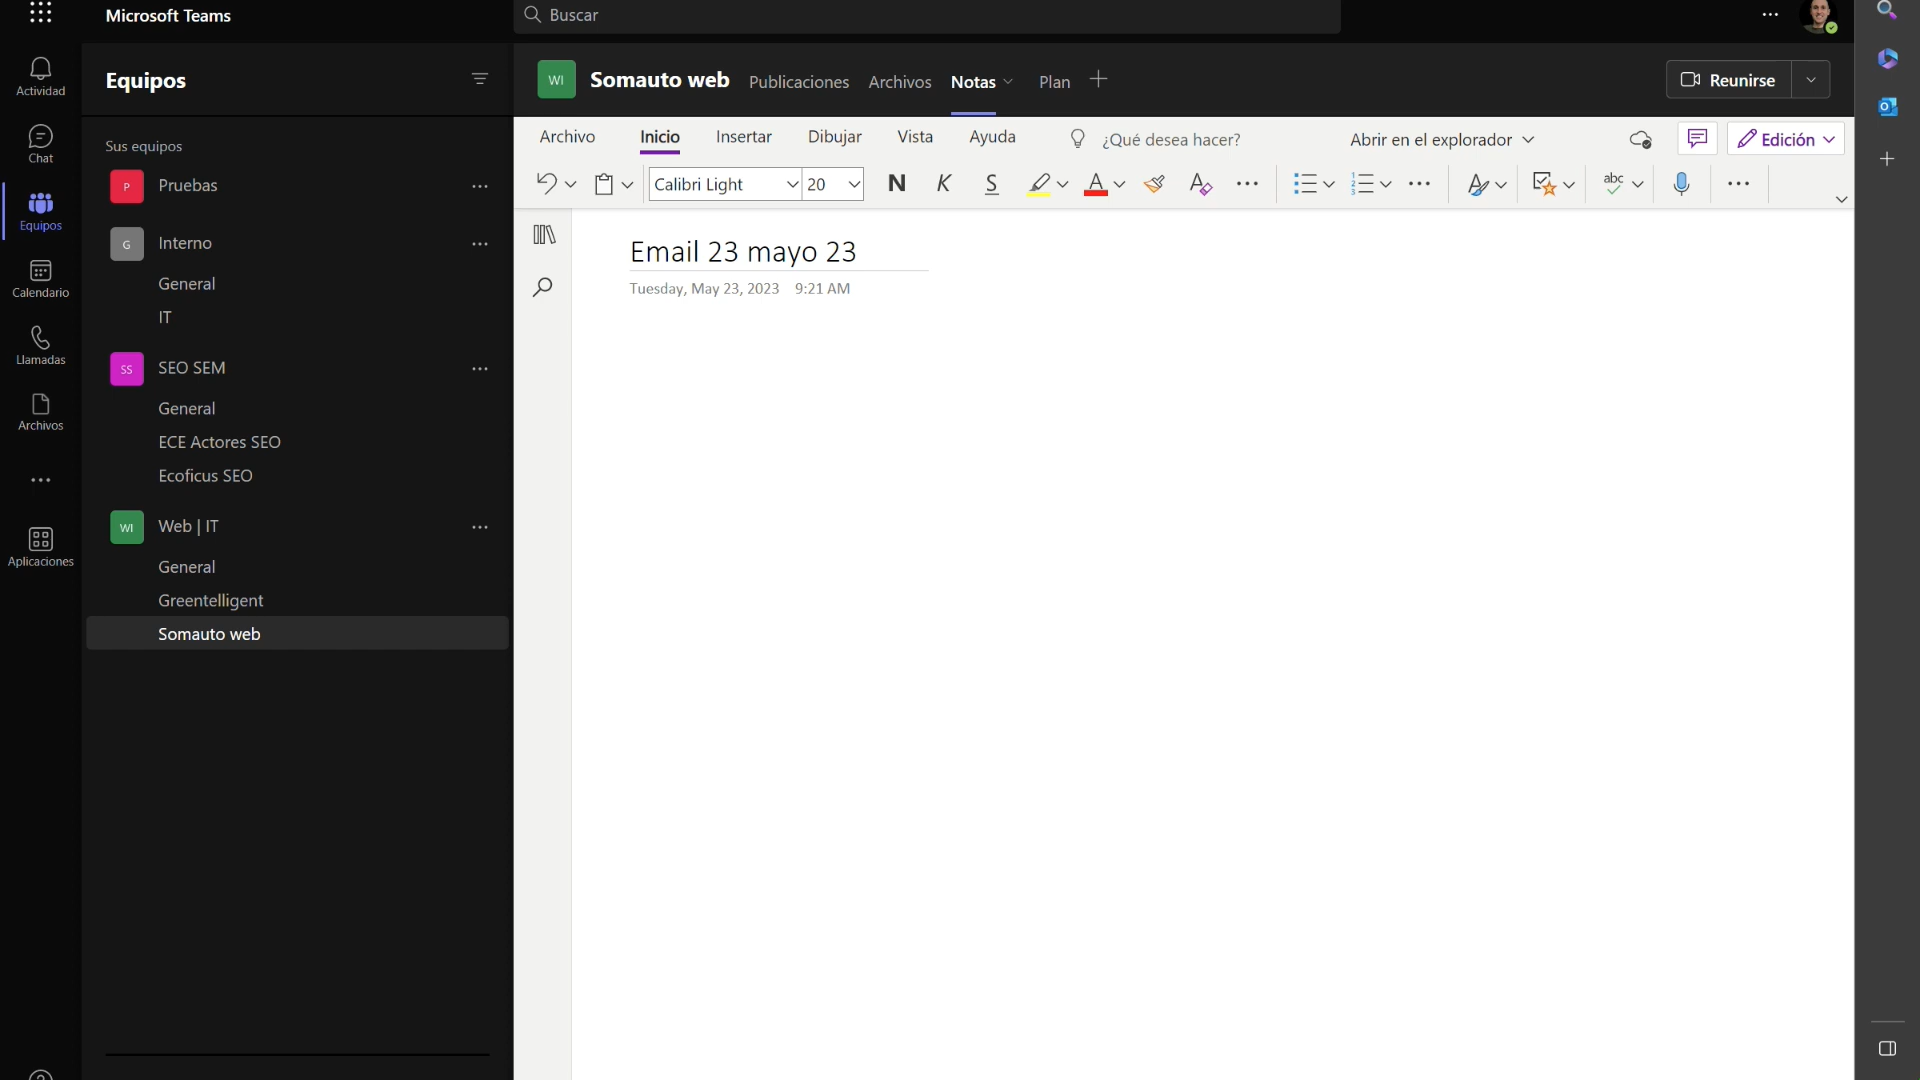 Microsoft Teams
Buscar
Actividad
Chat
Equipos
Calendario
Llamadas
Archivos
Aplicaciones
Equipos
Sus equipos
P Pruebas
G Interno
General
IT
SS SEO SEM
General
ECE Actores SEO
Ecoficus SEO
WI Web | IT
General
Greentelligent
Somauto web
WI Somauto web Publicaciones Archivos Notas Plan
Reunirse
Archivo Inicio Insertar Dibujar Vista Ayuda ¿Qué desea hacer? Abrir en el explorador Edición
Calibri Light 20 N K S A A abc
Email 23 mayo 23
Tuesday, May 23, 2023 9:21 AM